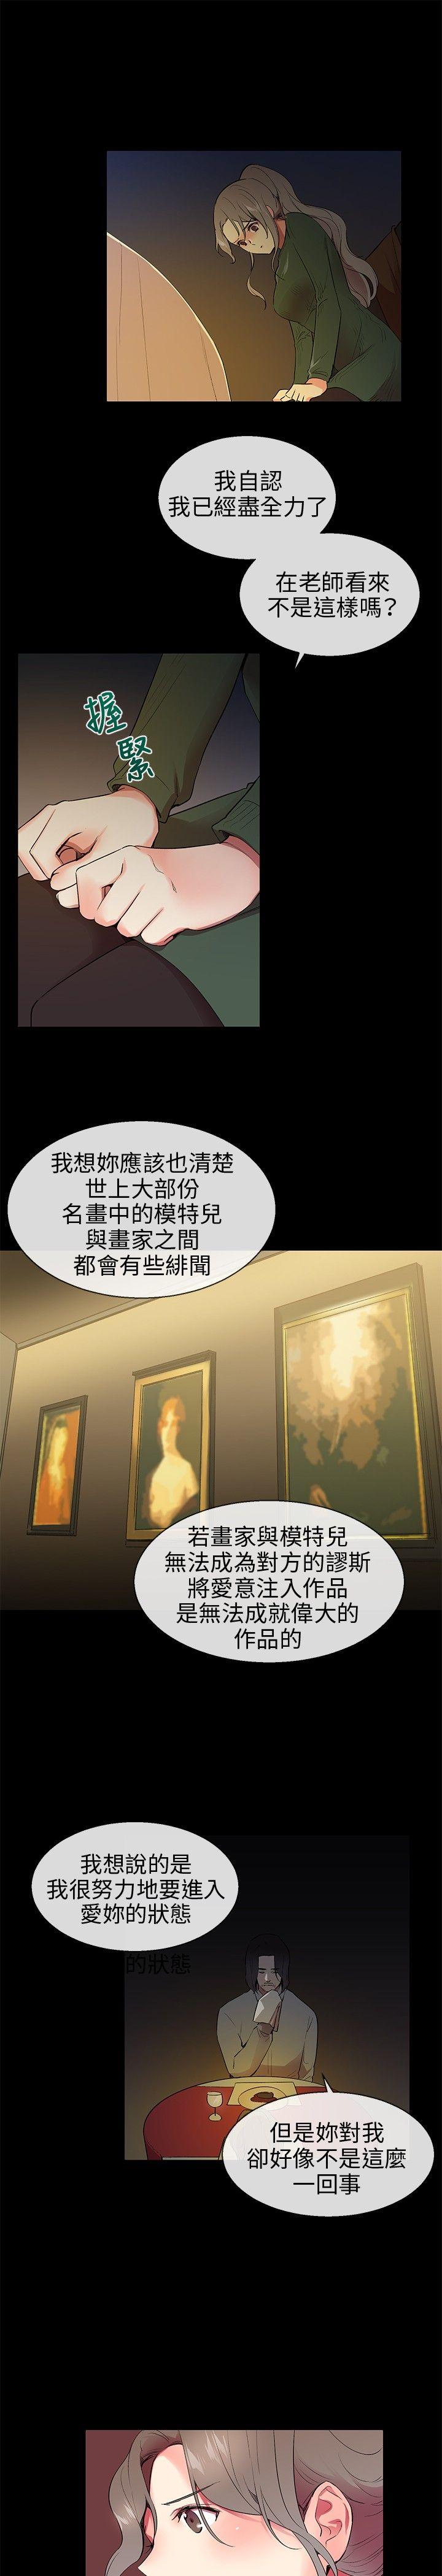 我自認
我已經盡全力了
在老師看來
不是這樣嗎?
握
緊
我想妳應該也清楚
世上大部份
名畫中的模特兒
與畫家之間
都會有些緋聞
若畫家與模特兒
無法成為對方的謬斯
將愛意注入作品
是無法成就偉大的
作品的
我想說的是
我很努力地要進入
愛妳的狀態
的狀態
但是妳對我
卻好像不是這麼
一回事